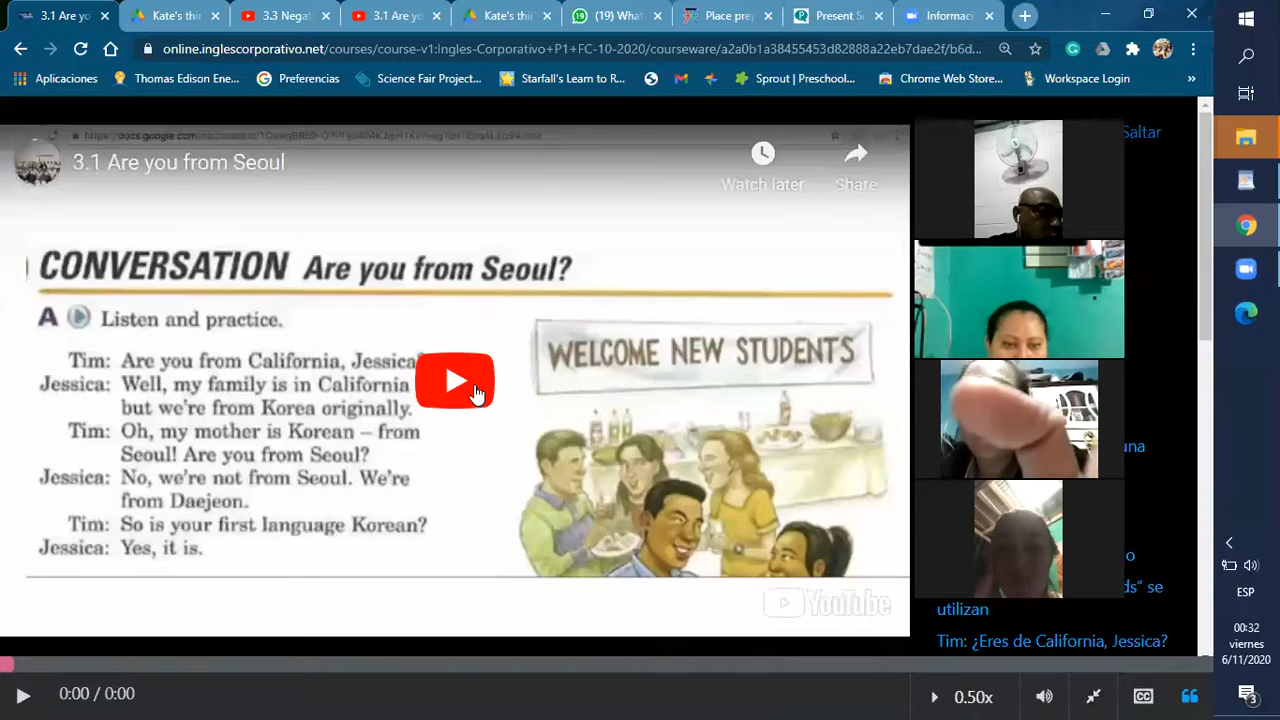 3.1 Are yo
Kate's thi
3.3 Negat
3.1 Are yo
Kate's thi
(19) What
Place pre
Present S
Informaci
online.inglescorporativo.net/courses/course-v1:Ingles-Corporativo+P1+FC-10-2020/courseware/a2a0b1a38455453d82888a22eb7dae2f/b6d...
Aplicaciones
Thomas Edison Ene...
Preferencias
Science Fair Project...
Starfall's Learn to R...
Sprout | Preschool...
Chrome Web Store...
Workspace Login
»
3.1 Are you from Seoul
Watch later
Share
Saltar
CONVERSATION Are you from Seoul?
A Listen and practice.
Tim: Are you from California, Jessica
Jessica: Well, my family is in California
but we're from Korea originally.
Tim: Oh, my mother is Korean – from
Seoul! Are you from Seoul?
Jessica: No, we're not from Seoul. We're
from Daejeon.
Tim: So is your first language Korean?
Jessica: Yes, it is.
WELCOME NEW STUDENTS
YouTube
una
o
ds" se
utilizan
Tim: ¿Eres de California, Jessica?
0:00 / 0:00
0.50x
CC
ESP
00:32
viernes
6/11/2020
3